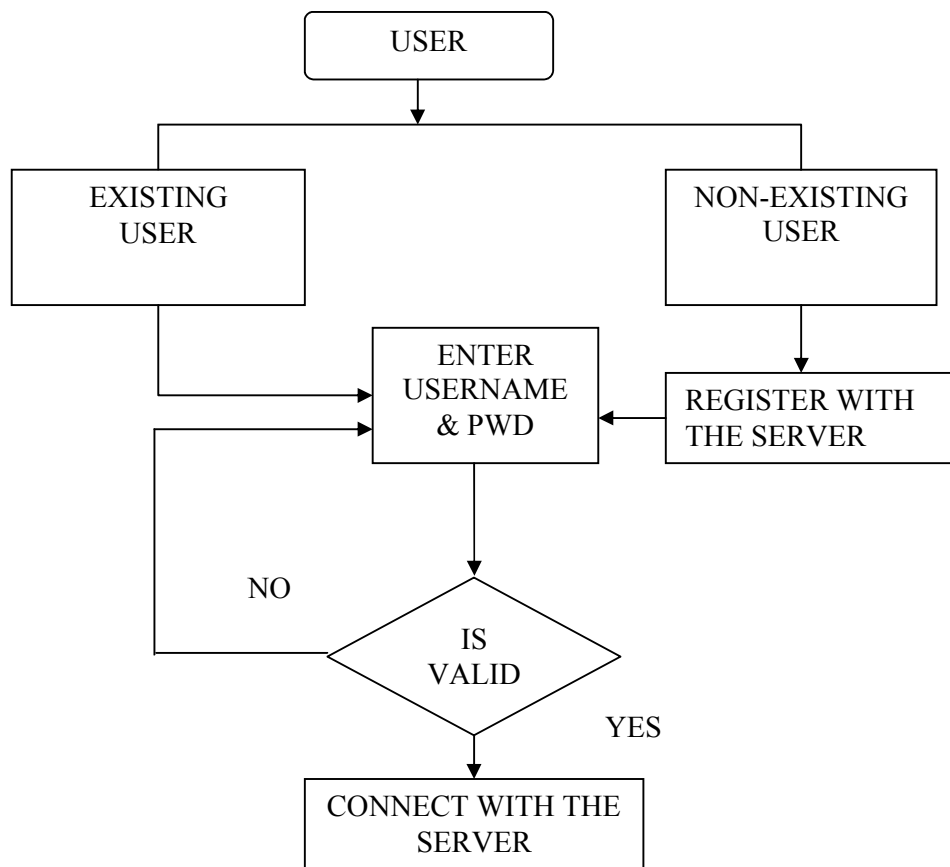 USER
EXISTING
USER
NON-EXISTING
USER
ENTER
USERNAME
& PWD
REGISTER WITH
THE SERVER
NO
IS
VALID
YES
CONNECT WITH THE
SERVER